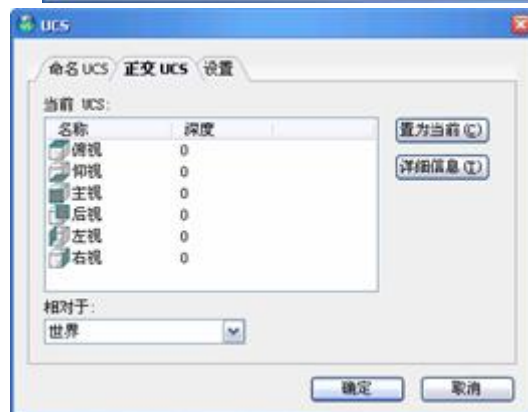 UCS
命名 UCS 正交 UCS 设置
当前 UCS:
名称 深度
俯视 0
仰视 0
主视 0
后视 0
左视 0
右视 0
置为当前(C)
详细信息(T)
相对于:
世界
确定 取消